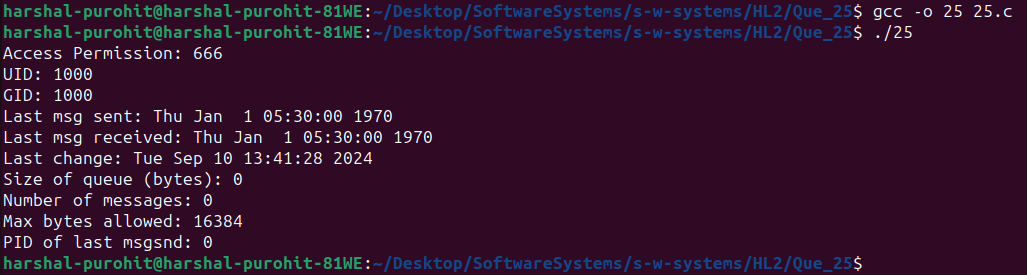 harshal-purohit@harshal-purohit-81WE:~/Desktop/SoftwareSystems/s-w-systems/HL2/Que_25$ gcc -o 25 25.c
harshal-purohit@harshal-purohit-81WE:~/Desktop/SoftwareSystems/s-w-systems/HL2/Que_25$ ./25
Access Permission: 666
UID: 1000
GID: 1000
Last msg sent: Thu Jan  1 05:30:00 1970
Last msg received: Thu Jan  1 05:30:00 1970
Last change: Tue Sep 10 13:41:28 2024
Size of queue (bytes): 0
Number of messages: 0
Max bytes allowed: 16384
PID of last msgsnd: 0
harshal-purohit@harshal-purohit-81WE:~/Desktop/SoftwareSystems/s-w-systems/HL2/Que_25$